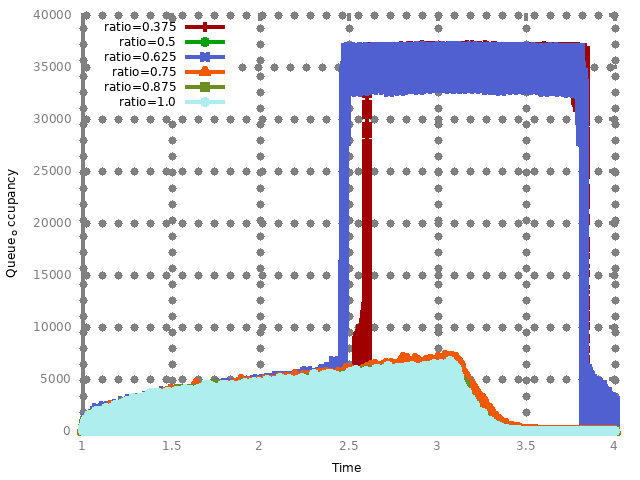 40000
35000
30000
25000
20000
15000
10000
5000
0
Queue_o ccupancy
ratio=0.375
ratio=0.5
ratio=0.625
ratio=0.75
ratio=0.875
ratio=1.0
1 1.5 2 2.5 3 3.5 4
Time